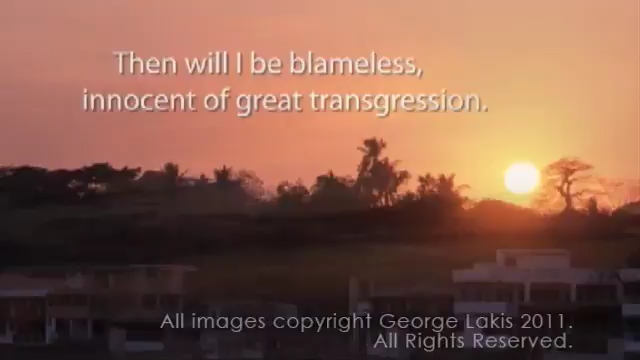 Then will I be blameless,
innocent of great transgression.
All images copyright George Lakis 2011.
All Rights Reserved.